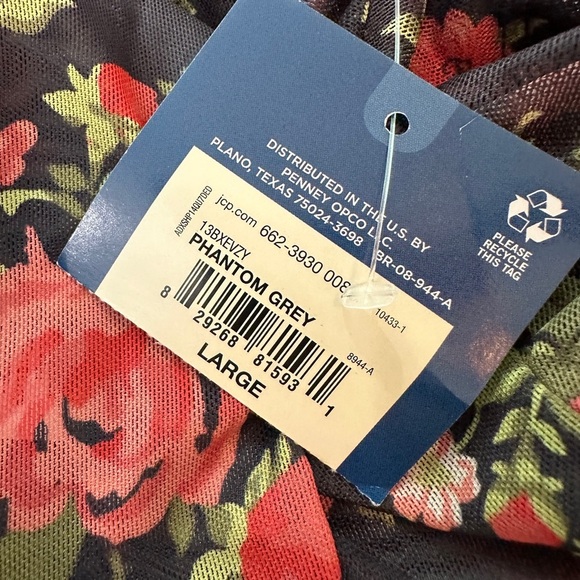 DISTRIBUTED IN THE U.S. BY
PENNEY OPCO LLC.
PLANO, TEXAS 75024-3698
BR-08-944-A
PLEASE
RECYCLE
THIS TAG
jcp.com 662-3930 008
10433-1
13BXEVZY
PHANTOM GREY
8944-A
8 29268 81593 1
LARGE